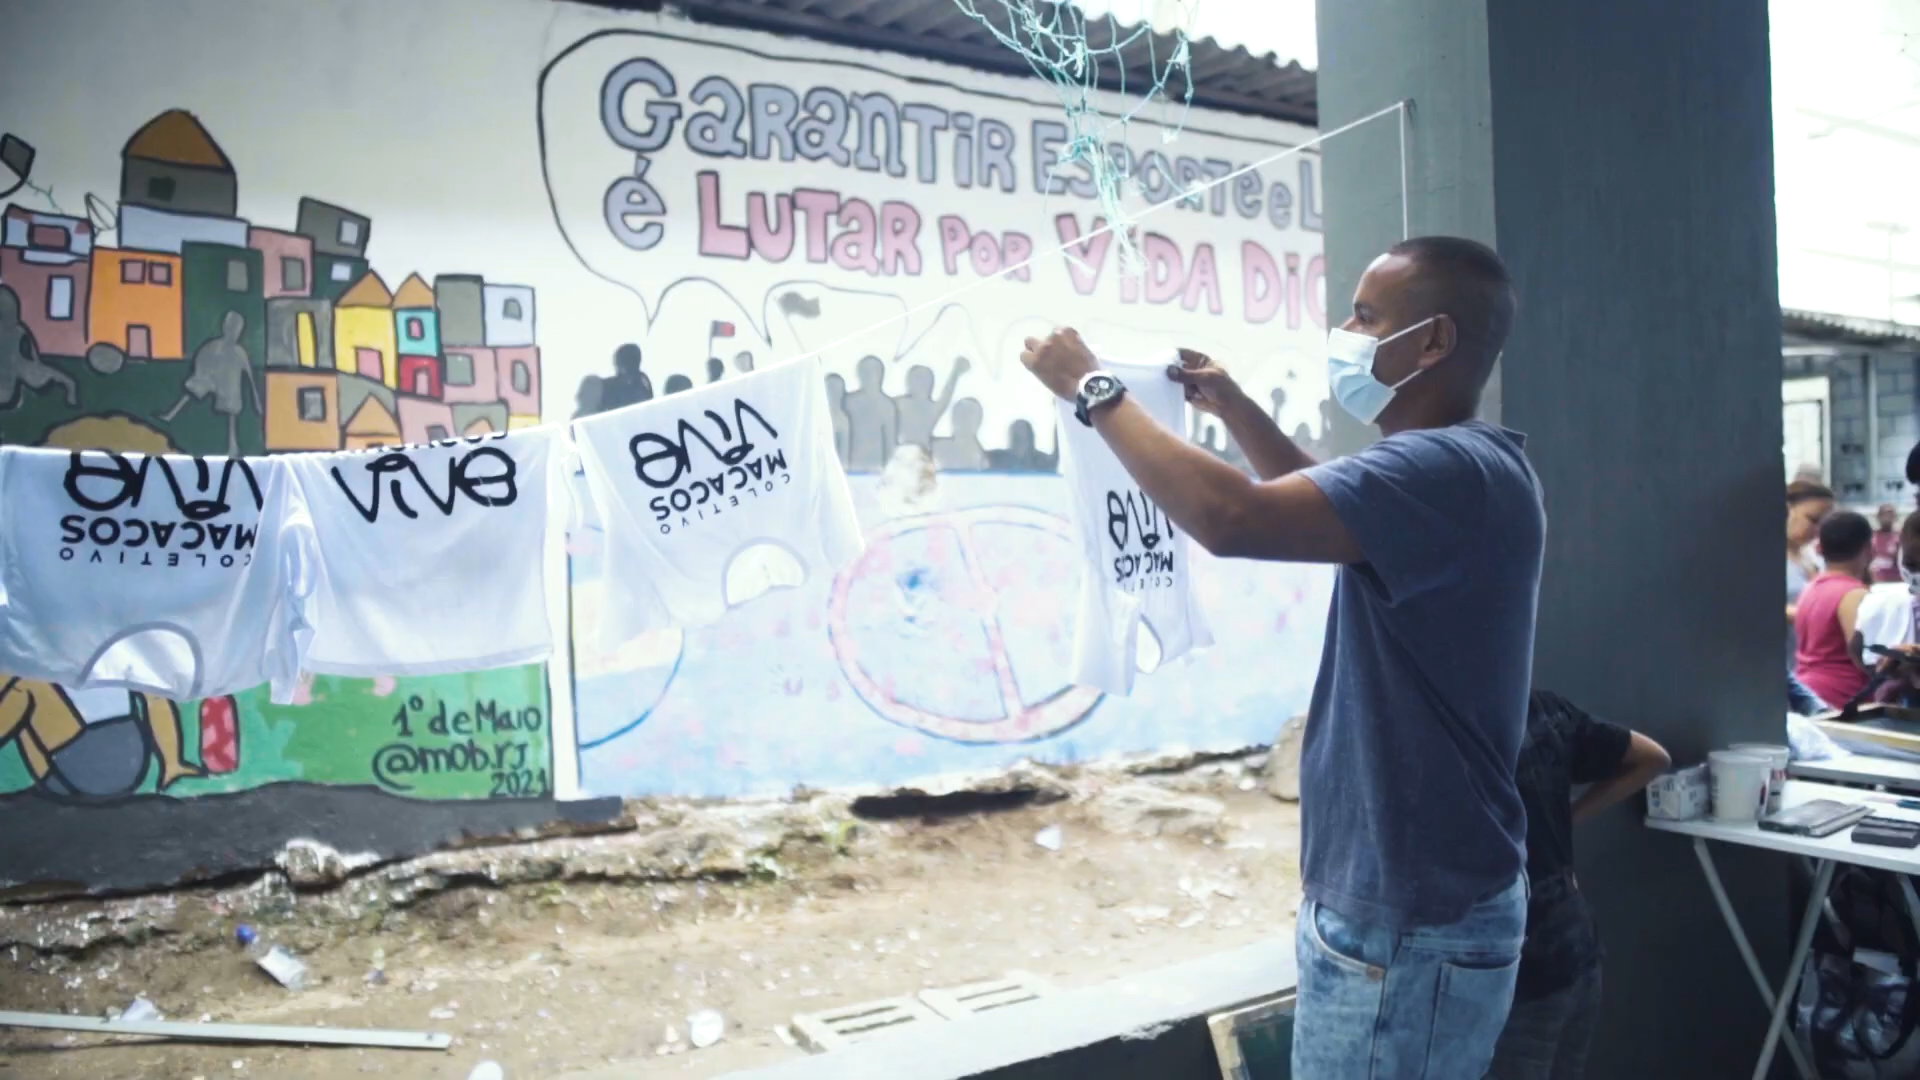 GARANTIR ESPORTE e L
é LUTAR POR VIDA DIG
viva
MACACOS
COLETIVO
viva
viva
MACACOS
COLETIVO
viva
MACACOS
1º de Maio
@mob.rj
2021